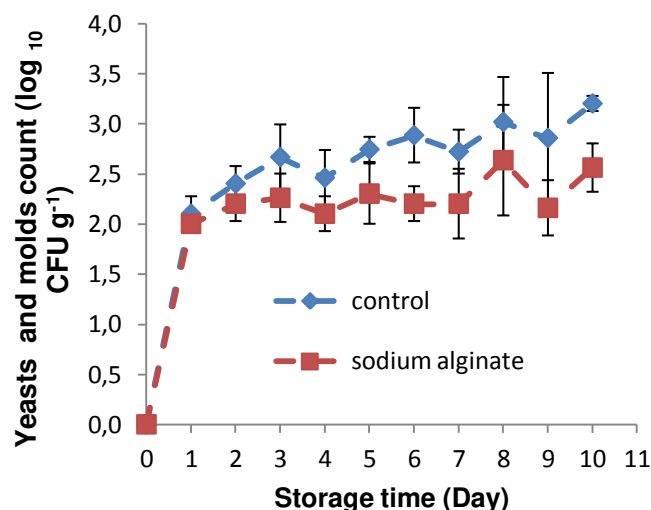 Yeasts and molds count (log 10
CFU g-1)
4,0
3,5
3,0
2,5
2,0
1,5
1,0
0,5
0,0
control
sodium alginate
0 1 2 3 4 5 6 7 8 9 10 11
Storage time (Day)